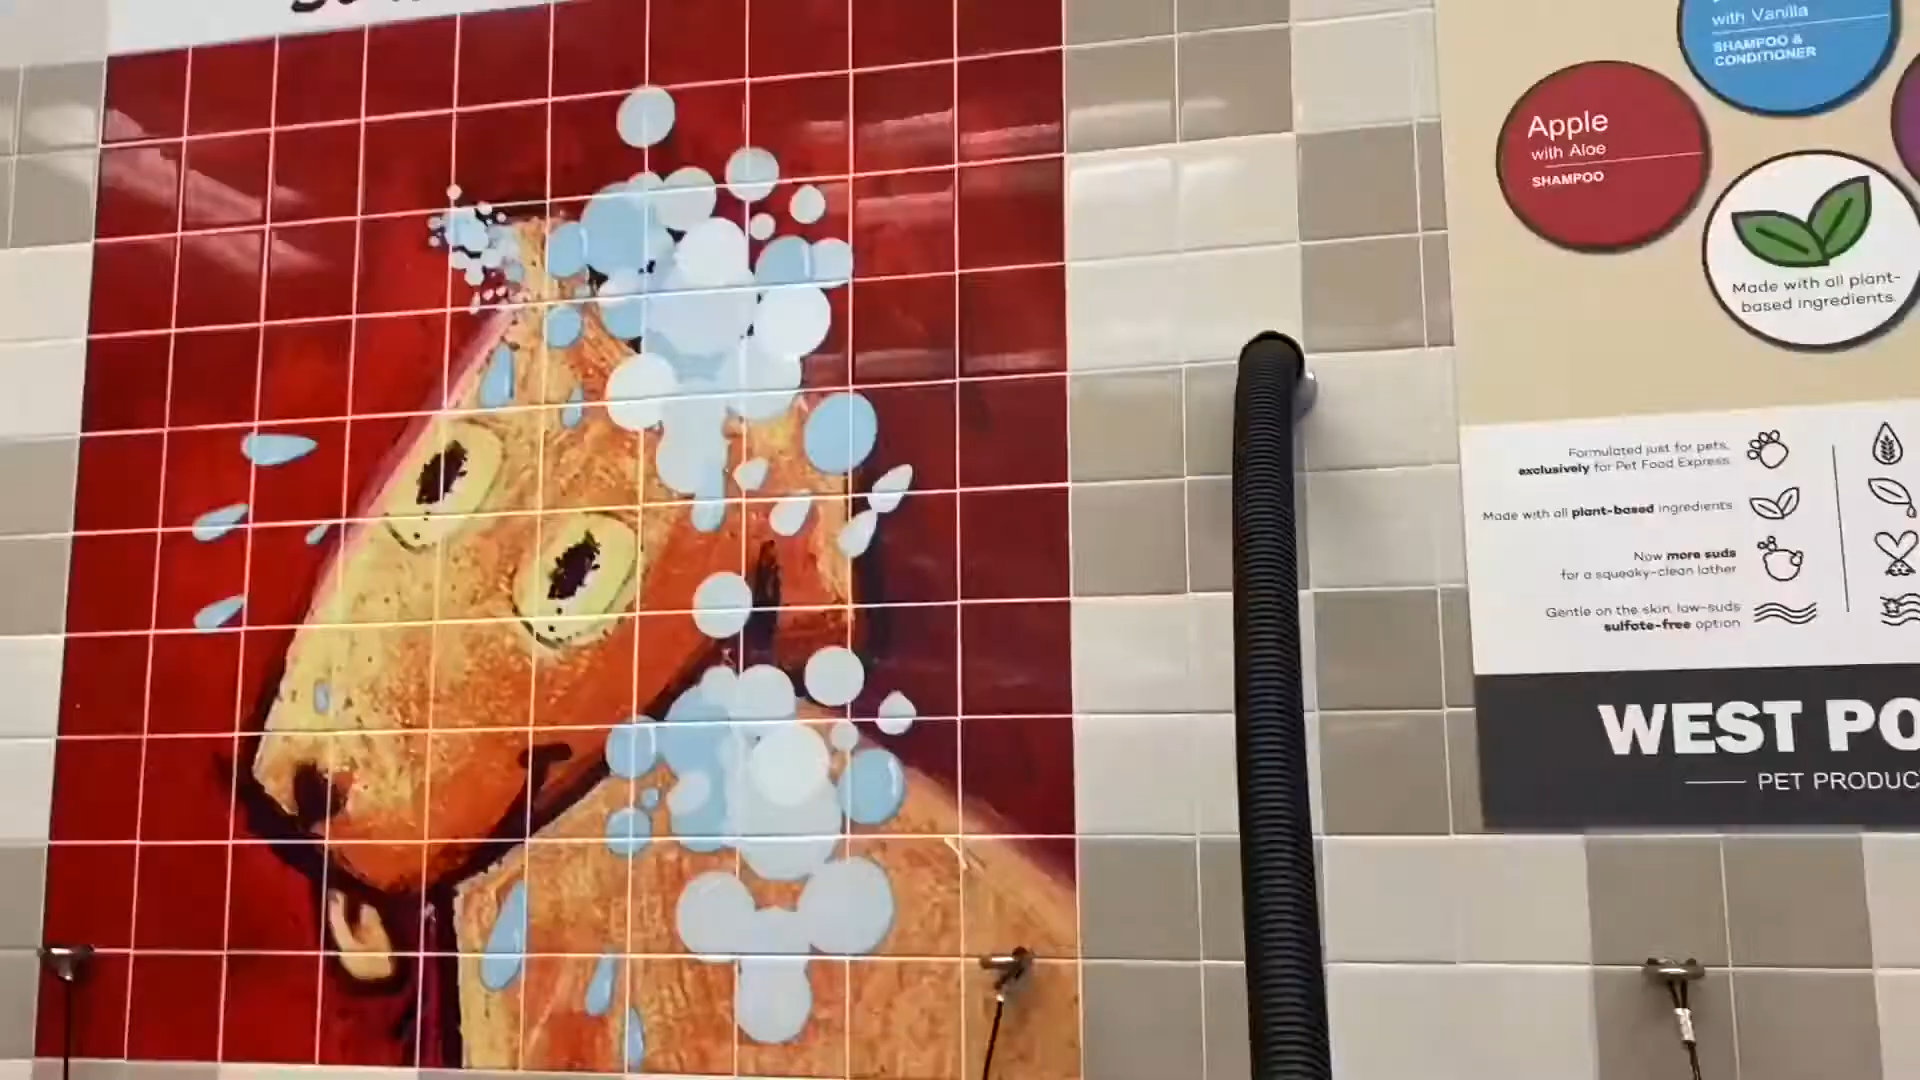 with Vanilla
SHAMPOO &
CONDITIONER
Apple
with Aloe
SHAMPOO
Made with all plant-
based ingredients.
Formulated just for pets,
exclusively for Pet Food Express
Made with all plant-based ingredients
Now more suds
for a squeaky-clean lather
Gentle on the skin, low-suds
sulfate-free option
WEST PO
PET PRODUC